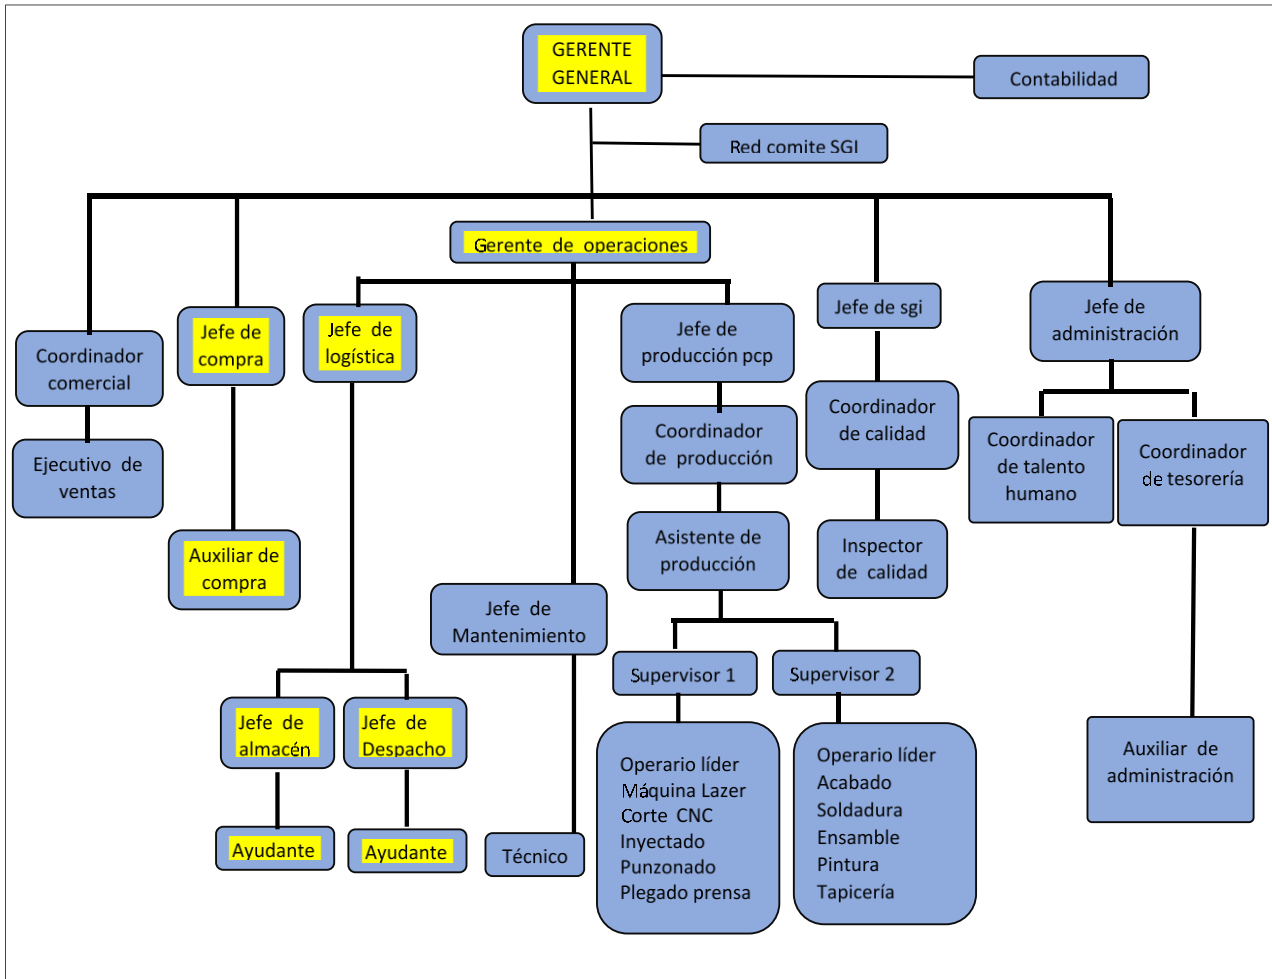 GERENTE
GENERAL
Contabilidad
Red comite SGI
Gerente de operaciones
Coordinador
comercial
Jefe de
compra
Jefe de
logística
Jefe de
producción pcp
Jefe de sgi
Jefe de
administración
Ejecutivo de
ventas
Coordinador
de producción
Coordinador
de calidad
Coordinador
de talento
humano
Coordinador
de tesorería
Auxiliar de
compra
Asistente de
producción
Inspector
de calidad
Jefe de
Mantenimiento
Supervisor 1
Supervisor 2
Jefe de
almacén
Jefe de
Despacho
Auxiliar de
administración
Ayudante
Ayudante
Técnico
Operario líder
Máquina Lazer
Corte CNC
Inyectado
Punzonado
Plegado prensa
Operario líder
Acabado
Soldadura
Ensamble
Pintura
Tapicería